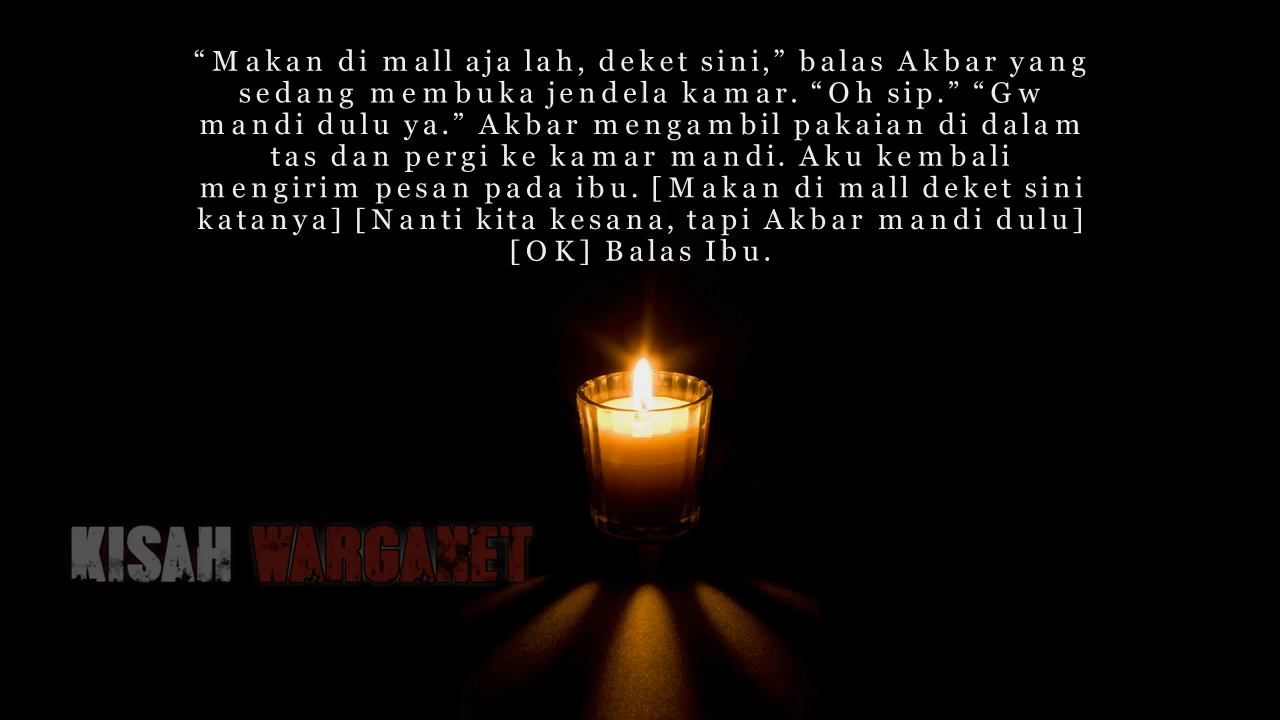 “Makan di mall aja lah, deket sini,” balas Akbar yang
sedang membuka jendela kamar. “Oh sip.” “Gw
mandi dulu ya.” Akbar mengambil pakaian di dalam
tas dan pergi ke kamar mandi. Aku kembali
mengirim pesan pada ibu. [Makan di mall deket sini
katanya] [Nanti kita kesana, tapi Akbar mandi dulu]
[OK] Balas Ibu.
KISAH WARGANET